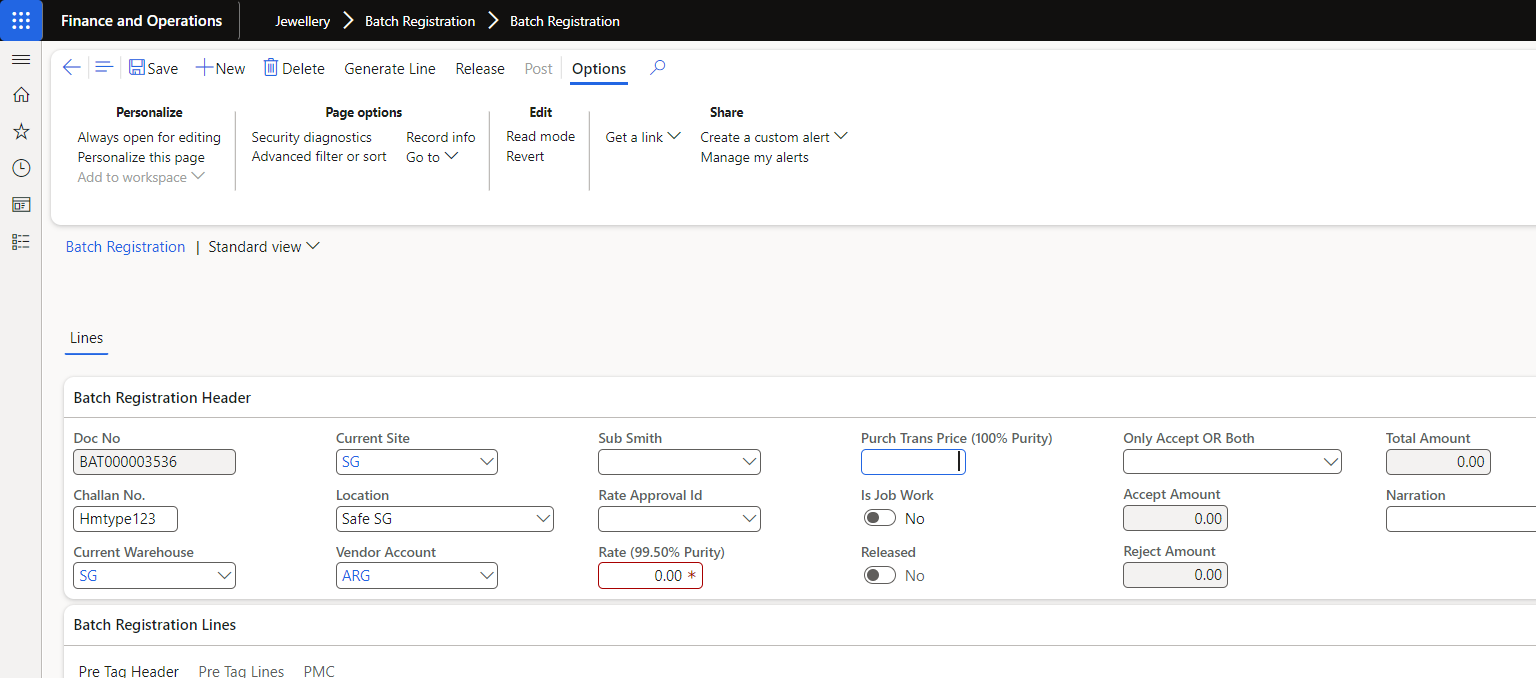 Finance and Operations
Jewellery > Batch Registration > Batch Registration
Save New Delete Generate Line Release Post Options
Personalize
Always open for editing
Personalize this page
Add to workspace
Page options
Security diagnostics
Advanced filter or sort
Record info
Go to
Edit
Read mode
Revert
Share
Get a link
Create a custom alert
Manage my alerts
Batch Registration | Standard view
Lines
Batch Registration Header
Doc No
BAT000003536
Challan No.
Hmtype123
Current Warehouse
SG
Current Site
SG
Location
Safe SG
Vendor Account
ARG
Sub Smith
Rate Approval Id
Rate (99.50% Purity)
0.00 *
Purch Trans Price (100% Purity)
Is Job Work
No
Released
No
Only Accept OR Both
Accept Amount
0.00
Reject Amount
0.00
Total Amount
0.00
Narration
Batch Registration Lines
Pre Tag Header Pre Tag Lines PMC